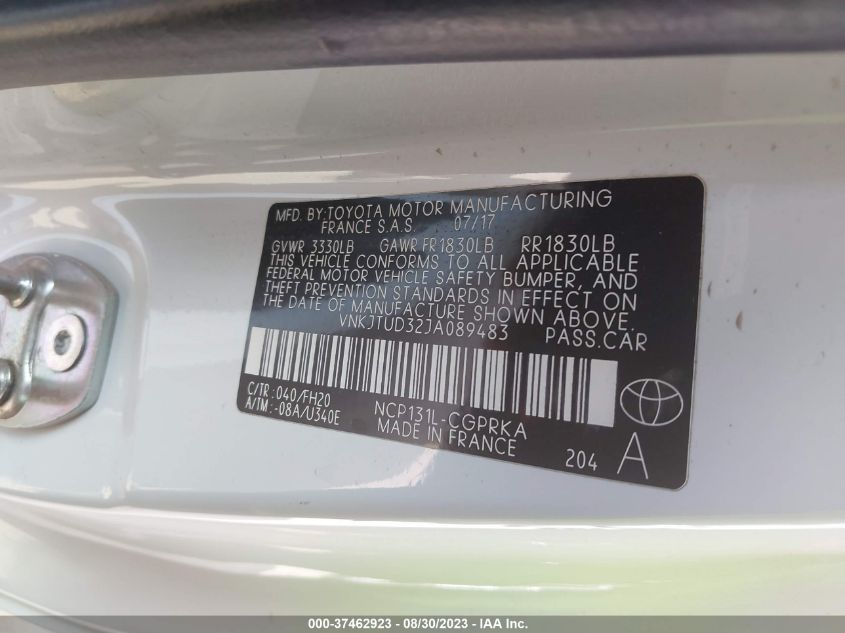 MFD. BY:TOYOTA MOTOR MANUFACTURING
FRANCE S.A.S. 07/17
GVWR 3330LB GAWR FR1830LB RR1830LB
THIS VEHICLE CONFORMS TO ALL APPLICABLE
FEDERAL MOTOR VEHICLE SAFETY BUMPER, AND
THEFT PREVENTION STANDARDS IN EFFECT ON
THE DATE OF MANUFACTURE SHOWN ABOVE.
VNKJTUD32JA089483 PASS.CAR
C/TR:040/FH20
A/TM:-08A/U340E
NCP131L-CGPRKA
MADE IN FRANCE
204 A
000-37462923 - 08/30/2023 - Copyright © IAA, Inc.